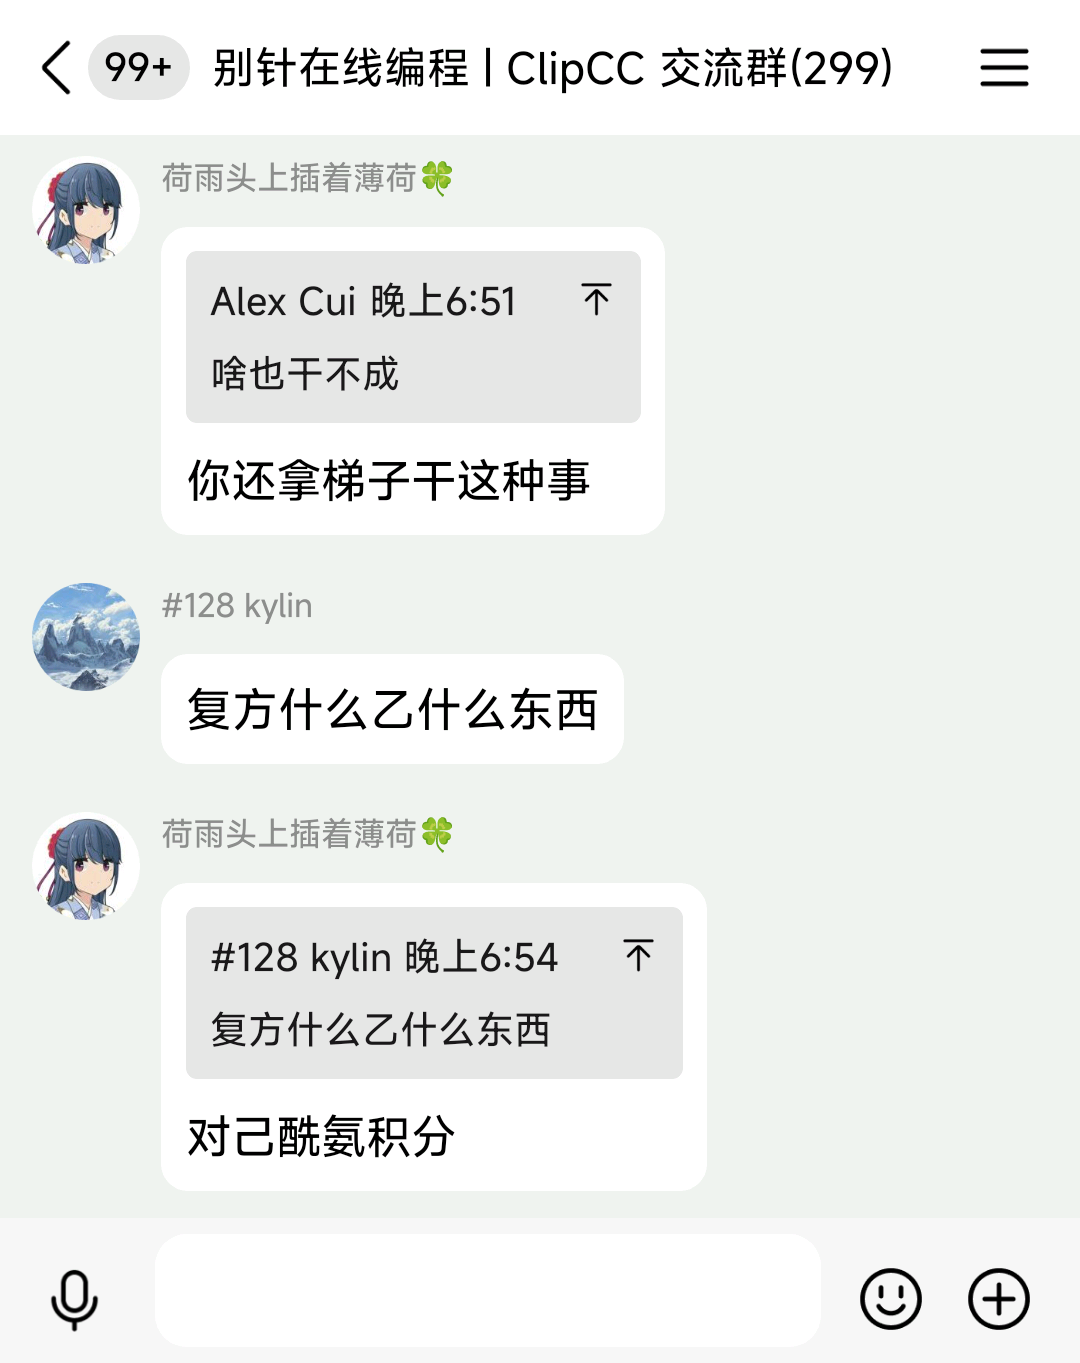 99+ 别针在线编程 | ClipCC 交流群(299)
荷雨头上插着薄荷🍀
Alex Cui 晚上6:51
啥也干不成
你还拿梯子干这种事
#128 kylin
复方什么乙什么东西
荷雨头上插着薄荷🍀
#128 kylin 晚上6:54
复方什么乙什么东西
对己酰氨积分